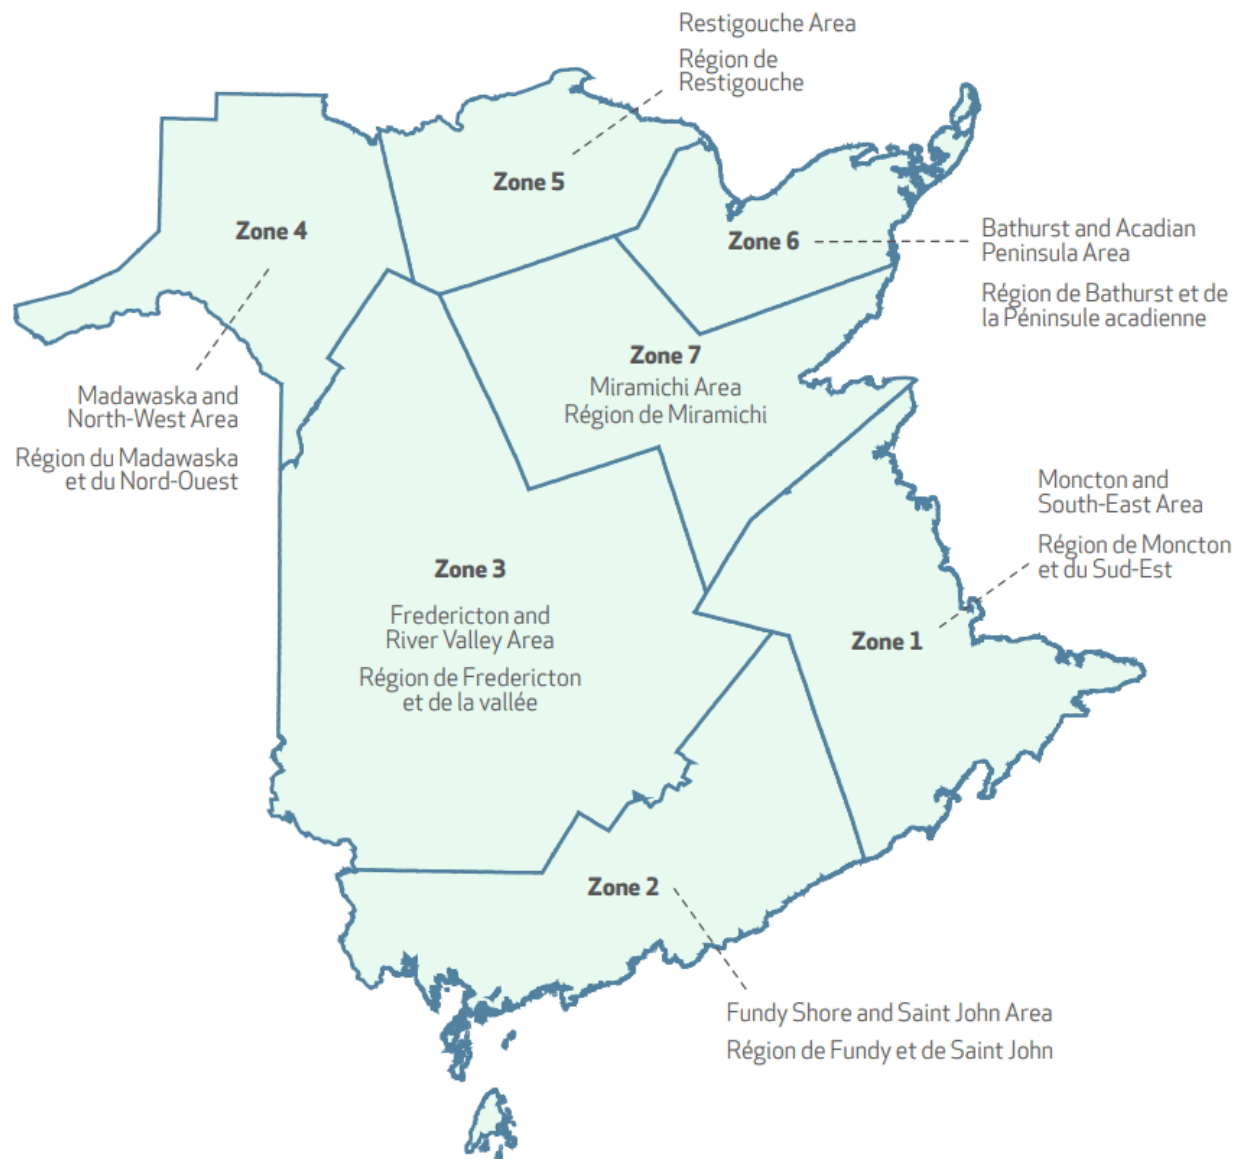 Restigouche Area
Région de
Restigouche
Zone 5
Zone 4
Zone 6
Bathurst and Acadian
Peninsula Area
Région de Bathurst et de
la Péninsule acadienne
Madawaska and
North-West Area
Région du Madawaska
et du Nord-Ouest
Zone 7
Miramichi Area
Région de Miramichi
Moncton and
South-East Area
Région de Moncton
et du Sud-Est
Zone 3
Fredericton and
River Valley Area
Région de Fredericton
et de la vallée
Zone 1
Zone 2
Fundy Shore and Saint John Area
Région de Fundy et de Saint John